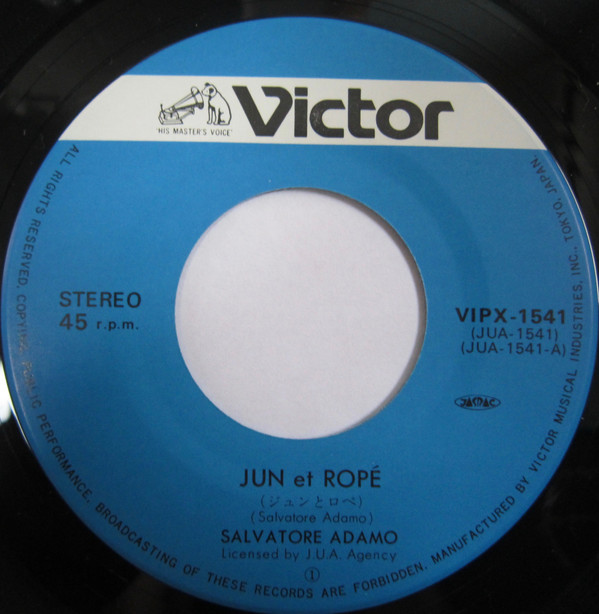 Victor
"HIS MASTER'S VOICE"
STEREO
45 r.p.m.
VIPX-1541
(JUA-1541)
(JUA-1541-A)
JASRAC
JUN et ROPÉ
(ジュンとロペ)
(Salvatore Adamo)
SALVATORE ADAMO
Licensed by J.U.A. Agency
①
ALL RIGHTS RESERVED. COPYING, PUBLIC PERFORMANCE, BROADCASTING OF THESE RECORDS ARE FORBIDDEN. MANUFACTURED BY VICTOR MUSICAL INDUSTRIES, INC., TOKYO, JAPAN.